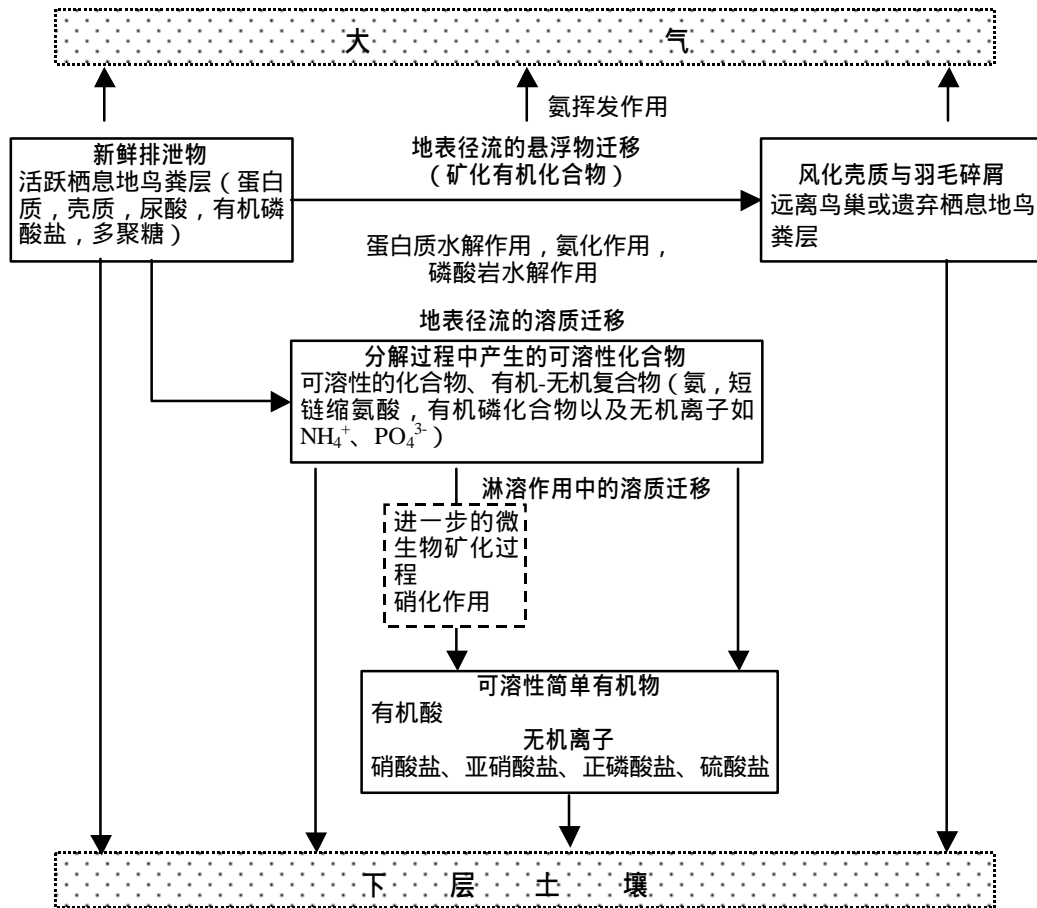 大 气
氨挥发作用
新鲜排泄物
活跃栖息地鸟粪层（蛋白
质，壳质，尿酸，有机磷
酸盐，多聚糖）
地表径流的悬浮物迁移
（矿化有机化合物）
风化壳质与羽毛碎屑
远离鸟巢或遗弃栖息地鸟
粪层
蛋白质水解作用，氨化作用，
磷酸岩水解作用
地表径流的溶质迁移
分解过程中产生的可溶性化合物
可溶性的化合物、有机-无机复合物（氨，短
链缩氨酸，有机磷化合物以及无机离子如
NH₄⁺、PO₄³⁻）
淋溶作用中的溶质迁移
进一步的微
生物矿化过
程
硝化作用
可溶性简单有机物
有机酸
无机离子
硝酸盐、亚硝酸盐、正磷酸盐、硫酸盐
下 层 土 壤